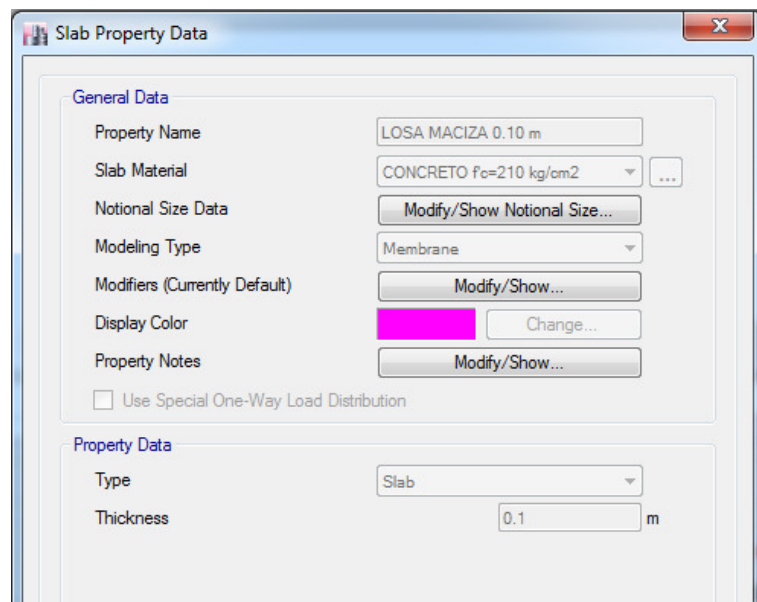 Slab Property Data
General Data
Property Name LOSA MACIZA 0.10 m
Slab Material CONCRETO f'c=210 kg/cm2 ...
Notional Size Data Modify/Show Notional Size...
Modeling Type Membrane
Modifiers (Currently Default) Modify/Show...
Display Color Change...
Property Notes Modify/Show...
Use Special One-Way Load Distribution
Property Data
Type Slab
Thickness 0.1 m